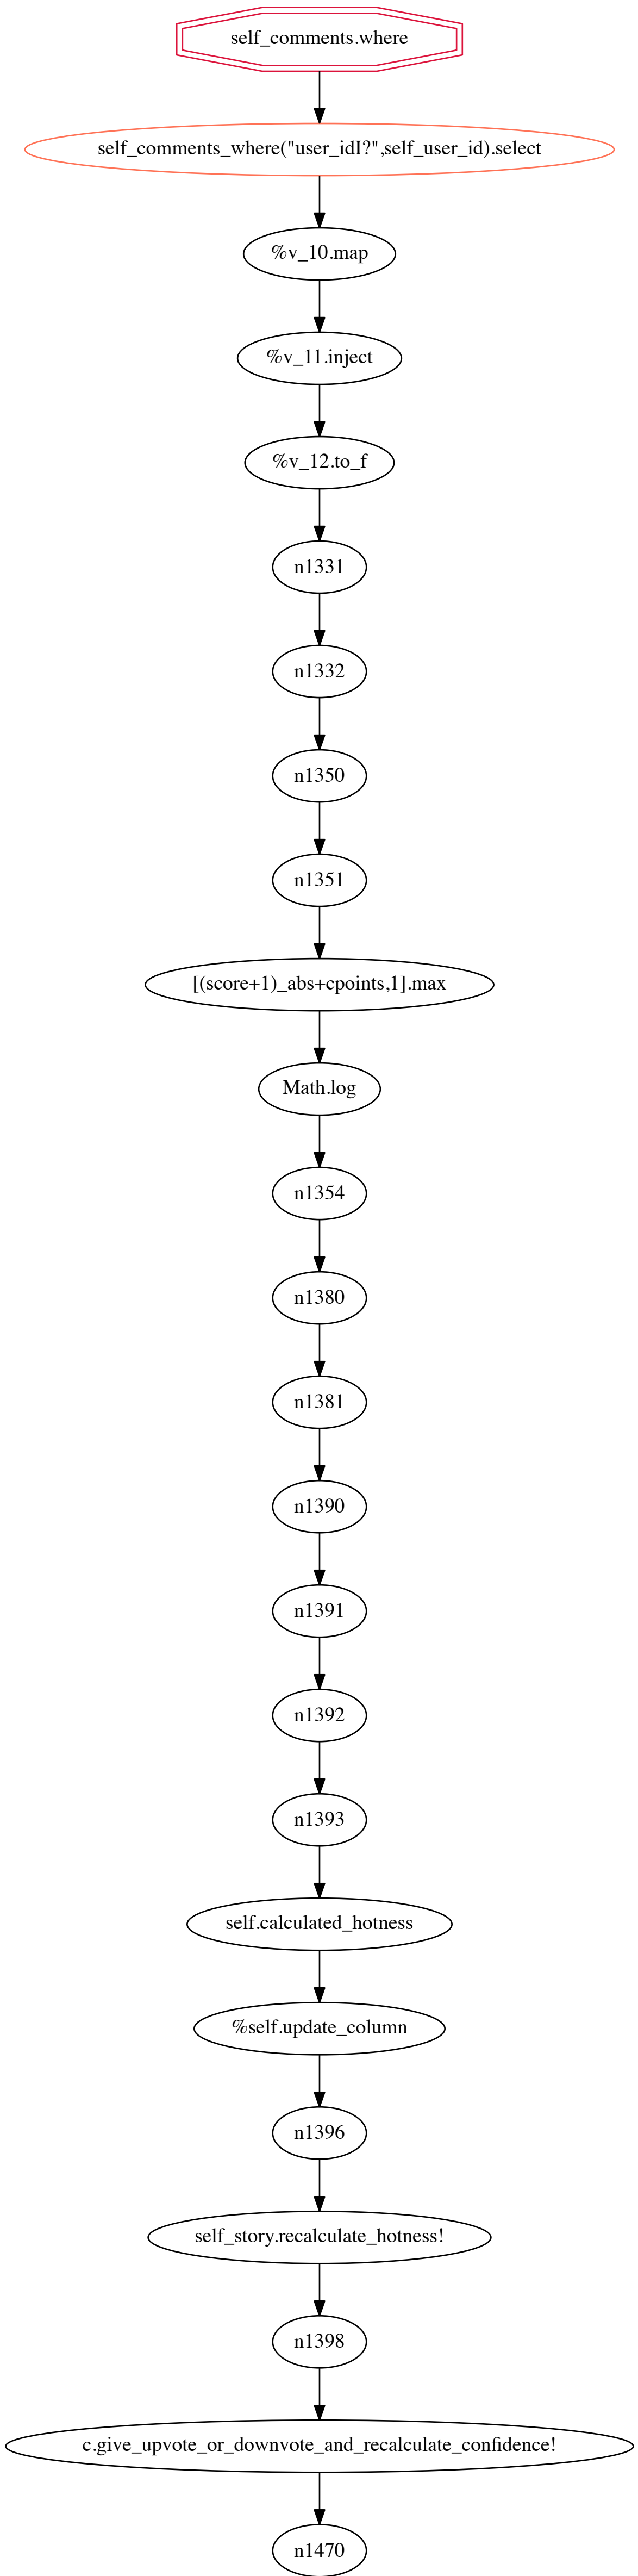 self_comments.where
self_comments_where("user_idI?",self_user_id).select
%v_10.map
%v_11.inject
%v_12.to_f
n1331
n1332
n1350
n1351
[(score+1)_abs+cpoints,1].max
Math.log
n1354
n1380
n1381
n1390
n1391
n1392
n1393
self.calculated_hotness
%self.update_column
n1396
self_story.recalculate_hotness!
n1398
c.give_upvote_or_downvote_and_recalculate_confidence!
n1470